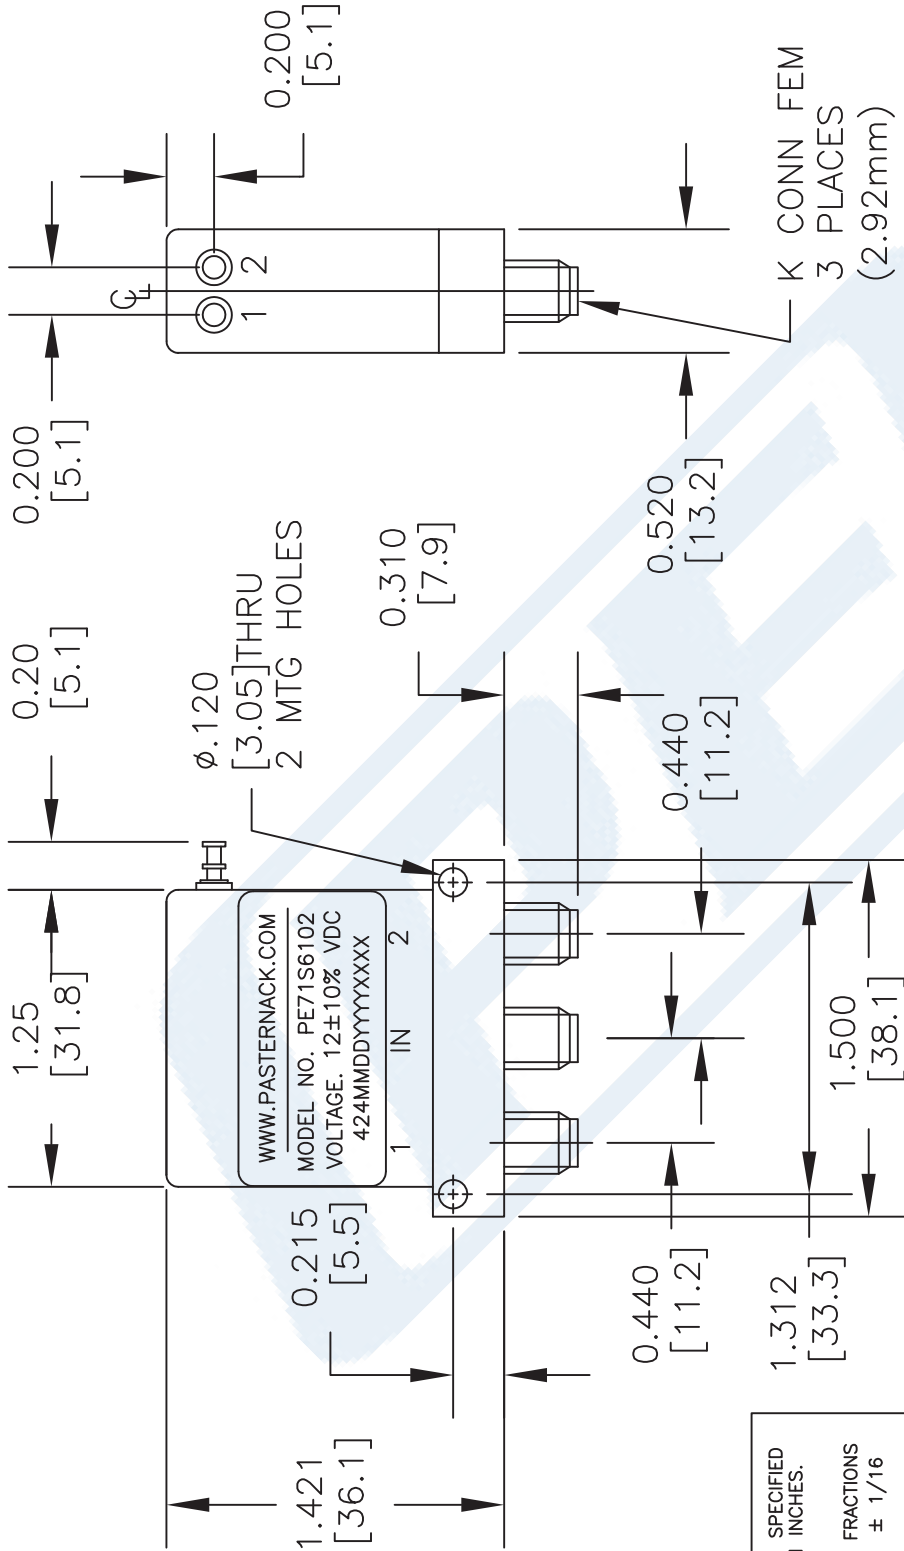 0.20
[5.1]
0.200
[5.1]
0.200
[5.1]
1.25
[31.8]
Ø.120
[3.05]THRU
2 MTG HOLES
CL
1
2
WWW.PASTERNACK.COM
MODEL NO. PE71S6102
VOLTAGE. 12±10% VDC
424MMDDYYYYXXXX
1
IN
2
1.421
[36.1]
0.215
[5.5]
0.310
[7.9]
0.440
[11.2]
0.440
[11.2]
0.520
[13.2]
K CONN FEM
3 PLACES
(2.92mm)
1.312
[33.3]
1.500
[38.1]
SPECIFIED
INCHES.
FRACTIONS
± 1/16